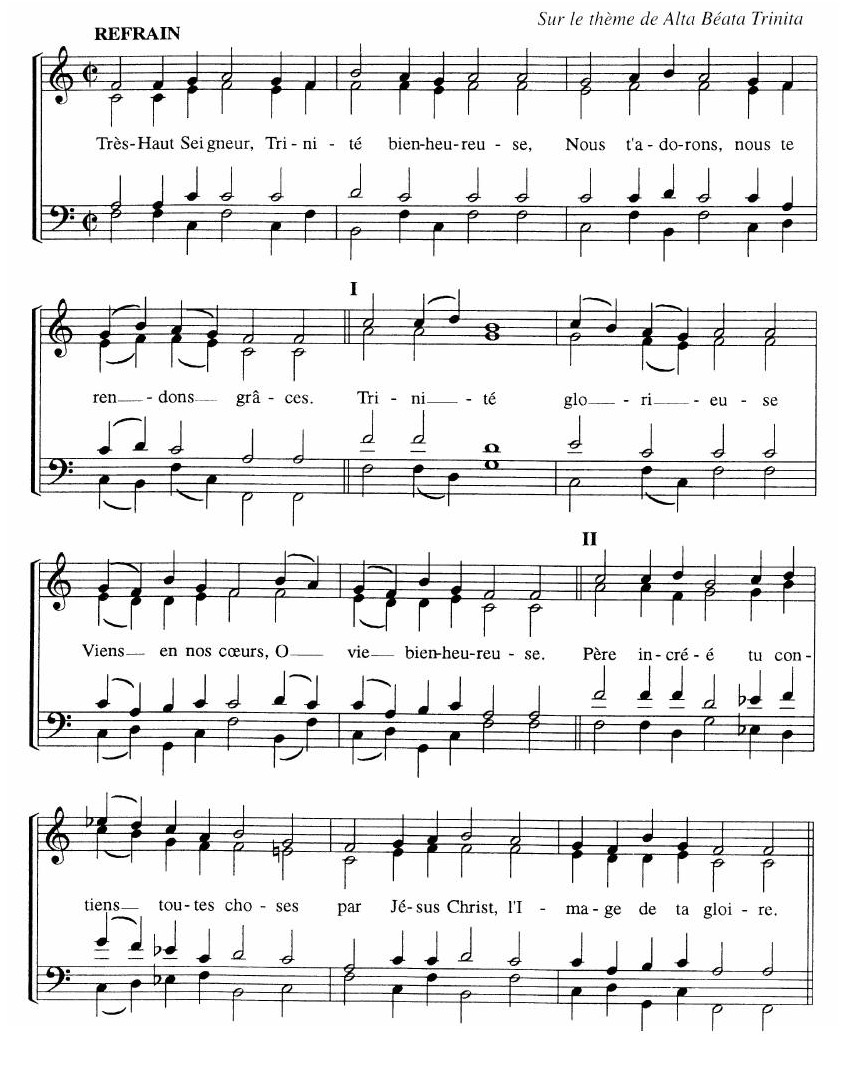 Sur le thème de Alta Béata Trinita
REFRAIN
Très-Haut Sei gneur, Tri - ni - té bien-heu-reu - se, Nous t'a - do-rons, nous te
I
ren - dons grâ - ces. Tri - ni - té glo - ri - eu - se
II
Viens en nos cœurs, O vie bien-heu-reu - se. Père in-cré - é tu con-
tiens tou-tes cho - ses par Jé-sus Christ, l'I - ma-ge de ta gloi-re.